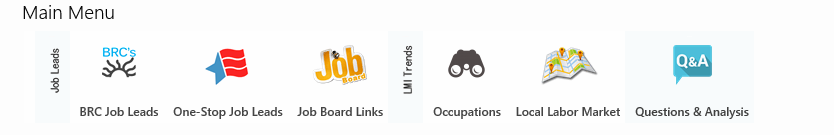 Main Menu
Job Leads
BRC's
BRC Job Leads
One-Stop Job Leads
Job Board
Job Board Links
LMI Trends
Occupations
Local Labor Market
Q&A
Questions & Analysis